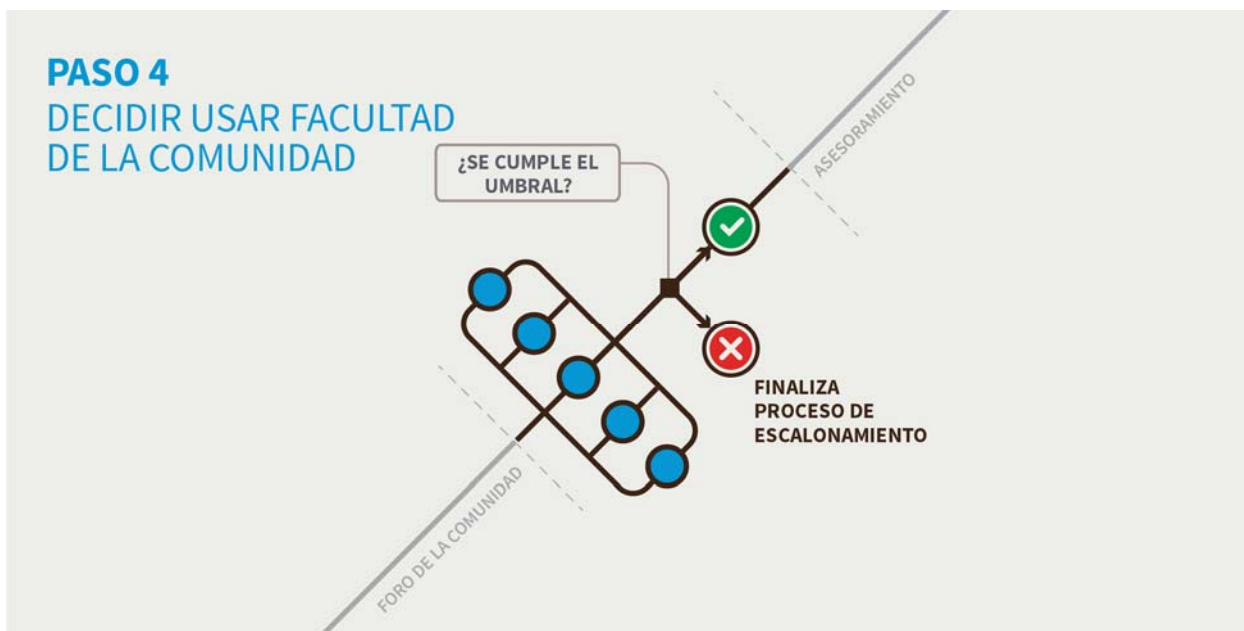 PASO 4
DECIDIR USAR FACULTAD
DE LA COMUNIDAD
¿SE CUMPLE EL
UMBRAL?
ASESORAMIENTO
FINALIZA
PROCESO DE
ESCALONAMIENTO
FORO DE LA COMUNIDAD